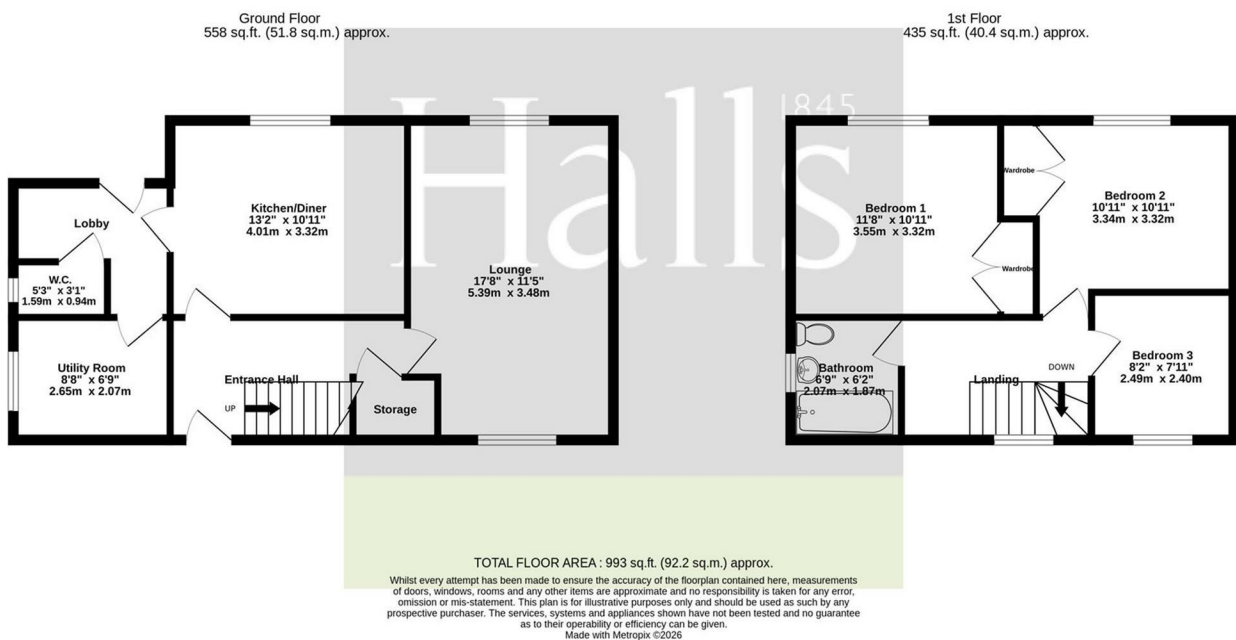 Ground Floor
558 sq.ft. (51.8 sq.m.) approx.
1st Floor
435 sq.ft. (40.4 sq.m.) approx.
Halls
1845
Kitchen/Diner
13'2" x 10'11"
4.01m x 3.32m
Lobby
W.C.
5'3" x 3'1"
1.59m x 0.94m
Lounge
17'8" x 11'5"
5.39m x 3.48m
Utility Room
8'8" x 6'9"
2.65m x 2.07m
Entrance Hall
UP
Storage
Bedroom 1
11'8" x 10'11"
3.55m x 3.32m
Wardrobe
Wardrobe
Bedroom 2
10'11" x 10'11"
3.34m x 3.32m
Bathroom
6'9" x 6'2"
2.07m x 1.87m
Landing
DOWN
Bedroom 3
8'2" x 7'11"
2.49m x 2.40m
TOTAL FLOOR AREA : 993 sq.ft. (92.2 sq.m.) approx.
Whilst every attempt has been made to ensure the accuracy of the floorplan contained here, measurements
of doors, windows, rooms and any other items are approximate and no responsibility is taken for any error,
omission or mis-statement. This plan is for illustrative purposes only and should be used as such by any
prospective purchaser. The services, systems and appliances shown have not been tested and no guarantee
as to their operability or efficiency can be given.
Made with Metropix ©2026